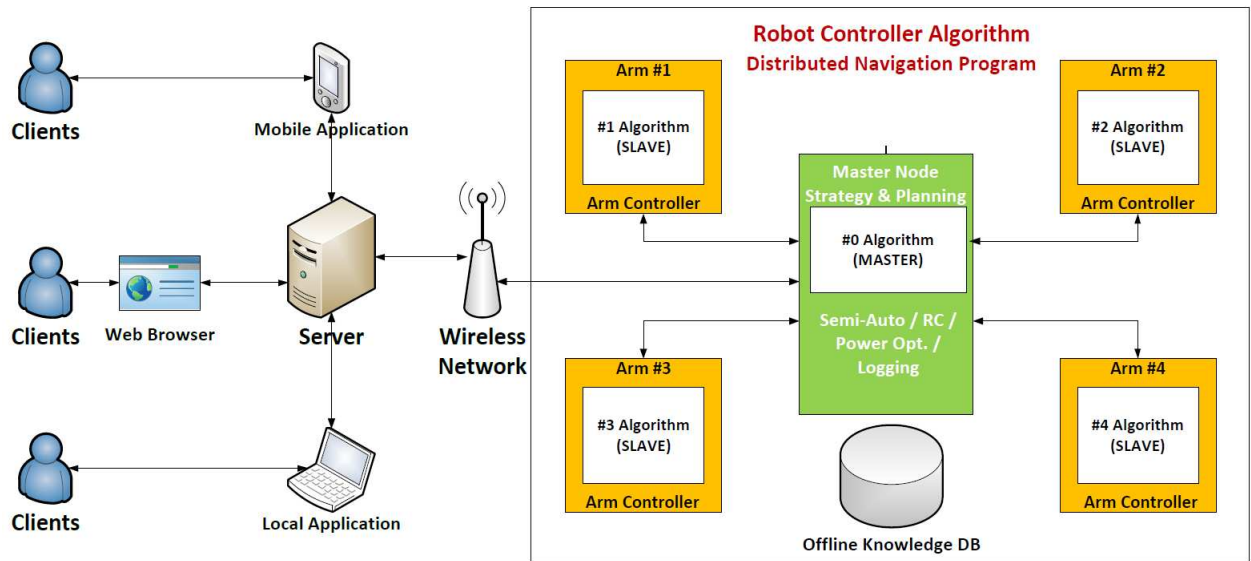 Clients
Mobile Application
Clients
Web Browser
Server
Wireless
Network
Clients
Local Application
Robot Controller Algorithm
Distributed Navigation Program
Arm #1
#1 Algorithm
(SLAVE)
Arm Controller
Arm #2
#2 Algorithm
(SLAVE)
Arm Controller
Master Node
Strategy & Planning
#0 Algorithm
(MASTER)
Semi-Auto / RC /
Power Opt. /
Logging
Arm #3
#3 Algorithm
(SLAVE)
Arm Controller
Arm #4
#4 Algorithm
(SLAVE)
Arm Controller
Offline Knowledge DB